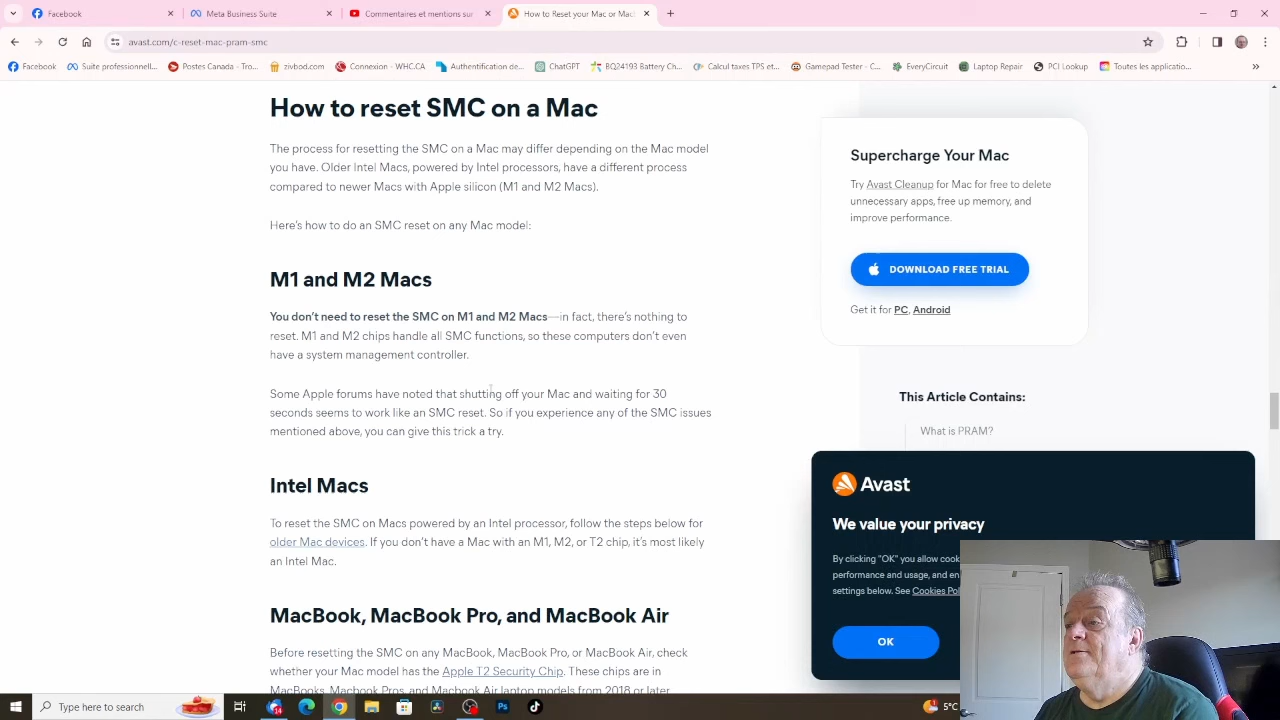 Facebook
Meta Business Suite
Commentaires et mentions sur
How to Reset your Mac or Mac
avast.com/c-reset-mac-pram-smc
Facebook
Suite professionnell...
Postes Canada - Tro...
zivbod.com
Connexion - WHC.CA
Authentification de...
ChatGPT
BQ24193 Battery Ch...
Calcul taxes TPS et...
Gamepad Tester - C...
EveryCircuit
Laptop Repair
PCI Lookup
Toutes les applicatio...
How to reset SMC on a Mac
The process for resetting the SMC on a Mac may differ depending on the Mac model
you have. Older Intel Macs, powered by Intel processors, have a different process
compared to newer Macs with Apple silicon (M1 and M2 Macs).
Here's how to do an SMC reset on any Mac model:
M1 and M2 Macs
You don't need to reset the SMC on M1 and M2 Macs—in fact, there's nothing to
reset. M1 and M2 chips handle all SMC functions, so these computers don't even
have a system management controller.
Some Apple forums have noted that shutting off your Mac and waiting for 30
seconds seems to work like an SMC reset. So if you experience any of the SMC issues
mentioned above, you can give this trick a try.
Intel Macs
To reset the SMC on Macs powered by an Intel processor, follow the steps below for
older Mac devices. If you don't have a Mac with an M1, M2, or T2 chip, it's most likely
an Intel Mac.
MacBook, MacBook Pro, and MacBook Air
Before resetting the SMC on any MacBook, MacBook Pro, or MacBook Air, check
whether your Mac model has the Apple T2 Security Chip. These chips are in
MacBooks, Macbook Pros, and Macbook Air laptop models from 2018 or later
Supercharge Your Mac
Try Avast Cleanup for Mac for free to delete
unnecessary apps, free up memory, and
improve performance.
DOWNLOAD FREE TRIAL
Get it for PC, Android
This Article Contains:
What is PRAM?
Avast
We value your privacy
By clicking "OK" you allow cook
performance and usage, and en
settings below. See Cookies Pol
OK
Type here to search
14
Ps
5°C